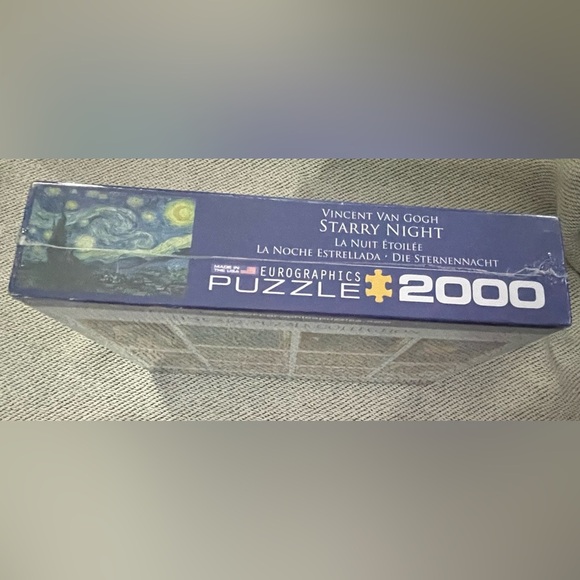 VINCENT VAN GOGH
STARRY NIGHT
LA NUIT ÉTOILÉE
LA NOCHE ESTRELLADA · DIE STERNENNACHT
MADE IN
THE USA
EUROGRAPHICS
PUZZLE 2000